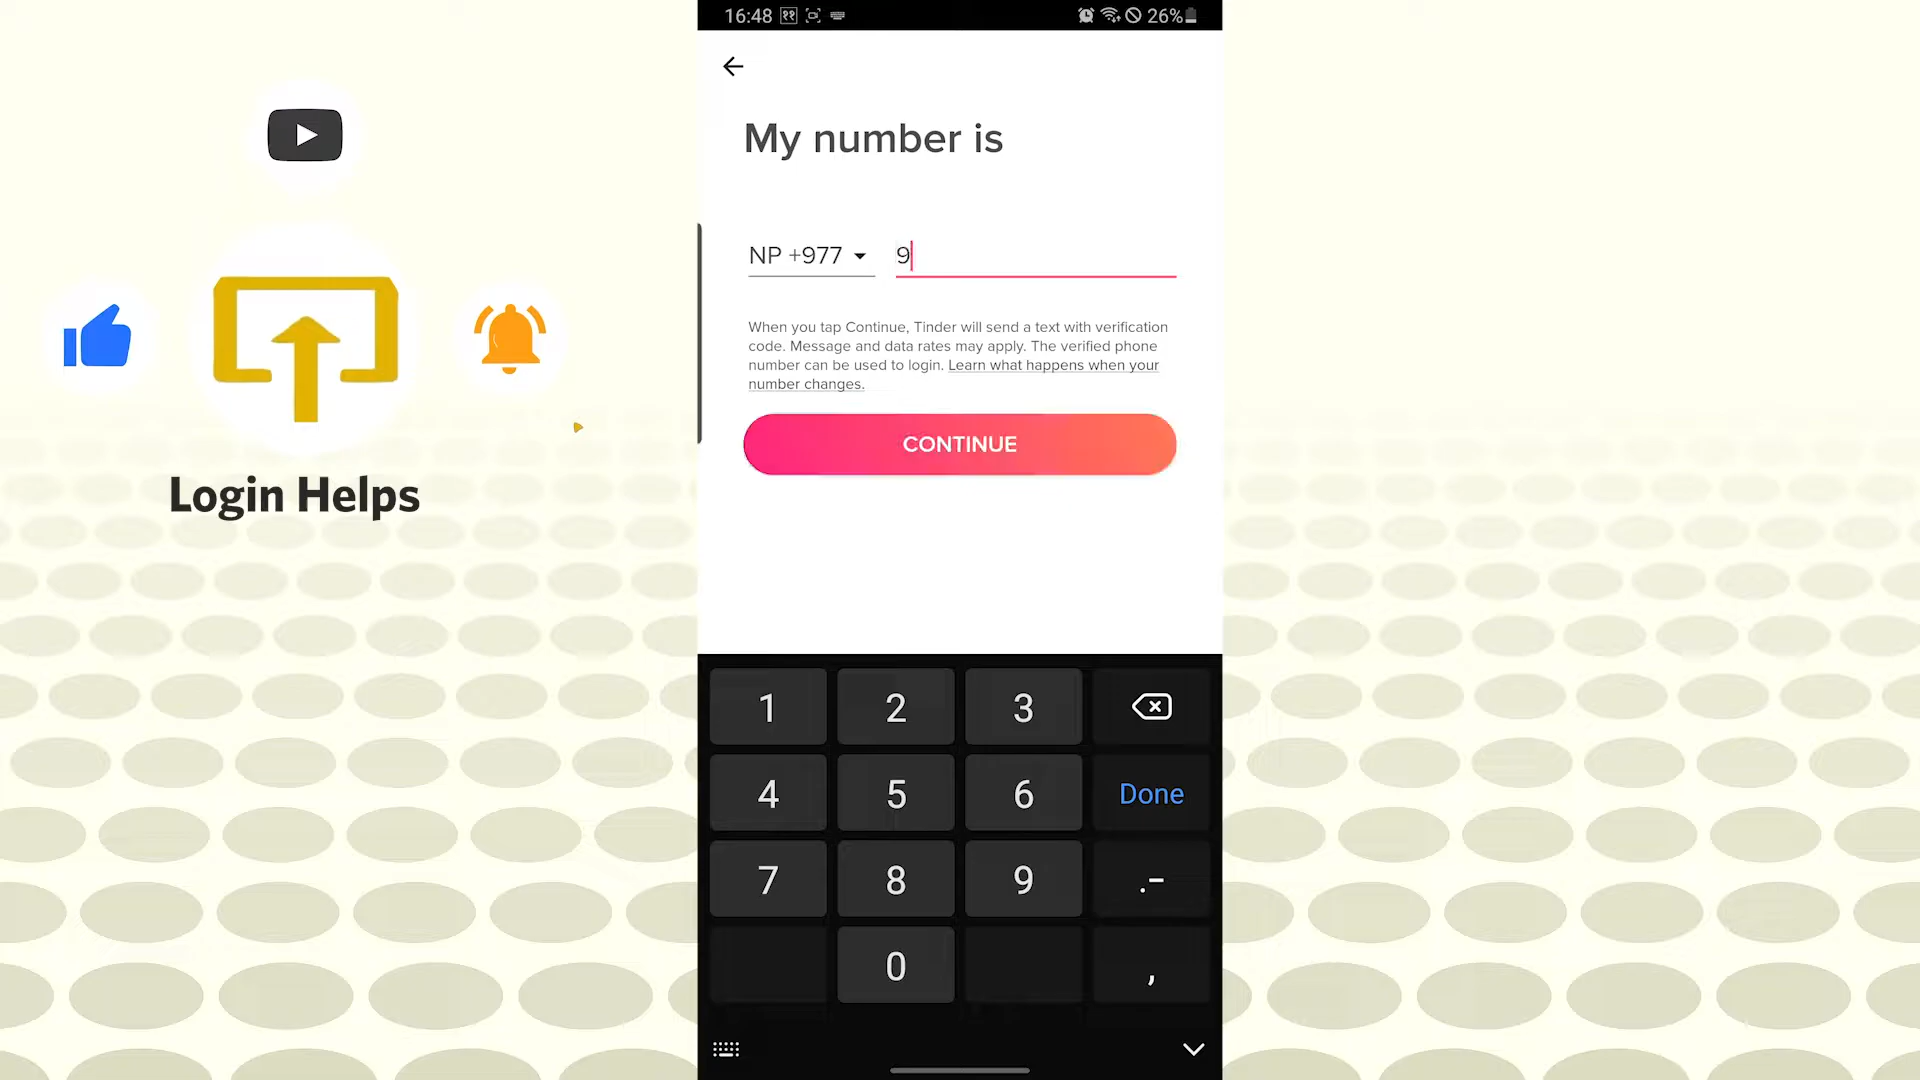 16:48
११
26%
My number is
NP +977
9
When you tap Continue, Tinder will send a text with verification
code. Message and data rates may apply. The verified phone
number can be used to login. Learn what happens when your
number changes.
CONTINUE
Login Helps
1 2 3
4 5 6 Done
7 8 9 .-
0 ,